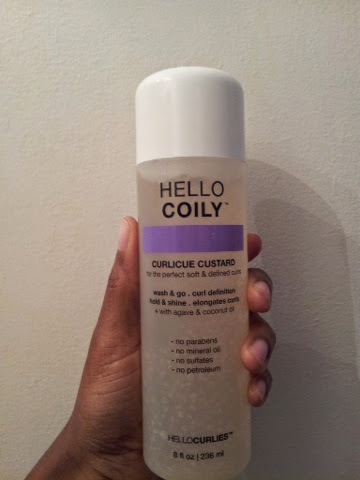 HELLO
COILY™
CURLICUE CUSTARD
for the perfect soft & defined curls
wash & go . curl definition
hold & shine . elongates curls
+ with agave & coconut oil
- no parabens
- no mineral oil
- no sulfates
- no petroleum
HELLOCURLIES™
8 fl oz | 236 ml